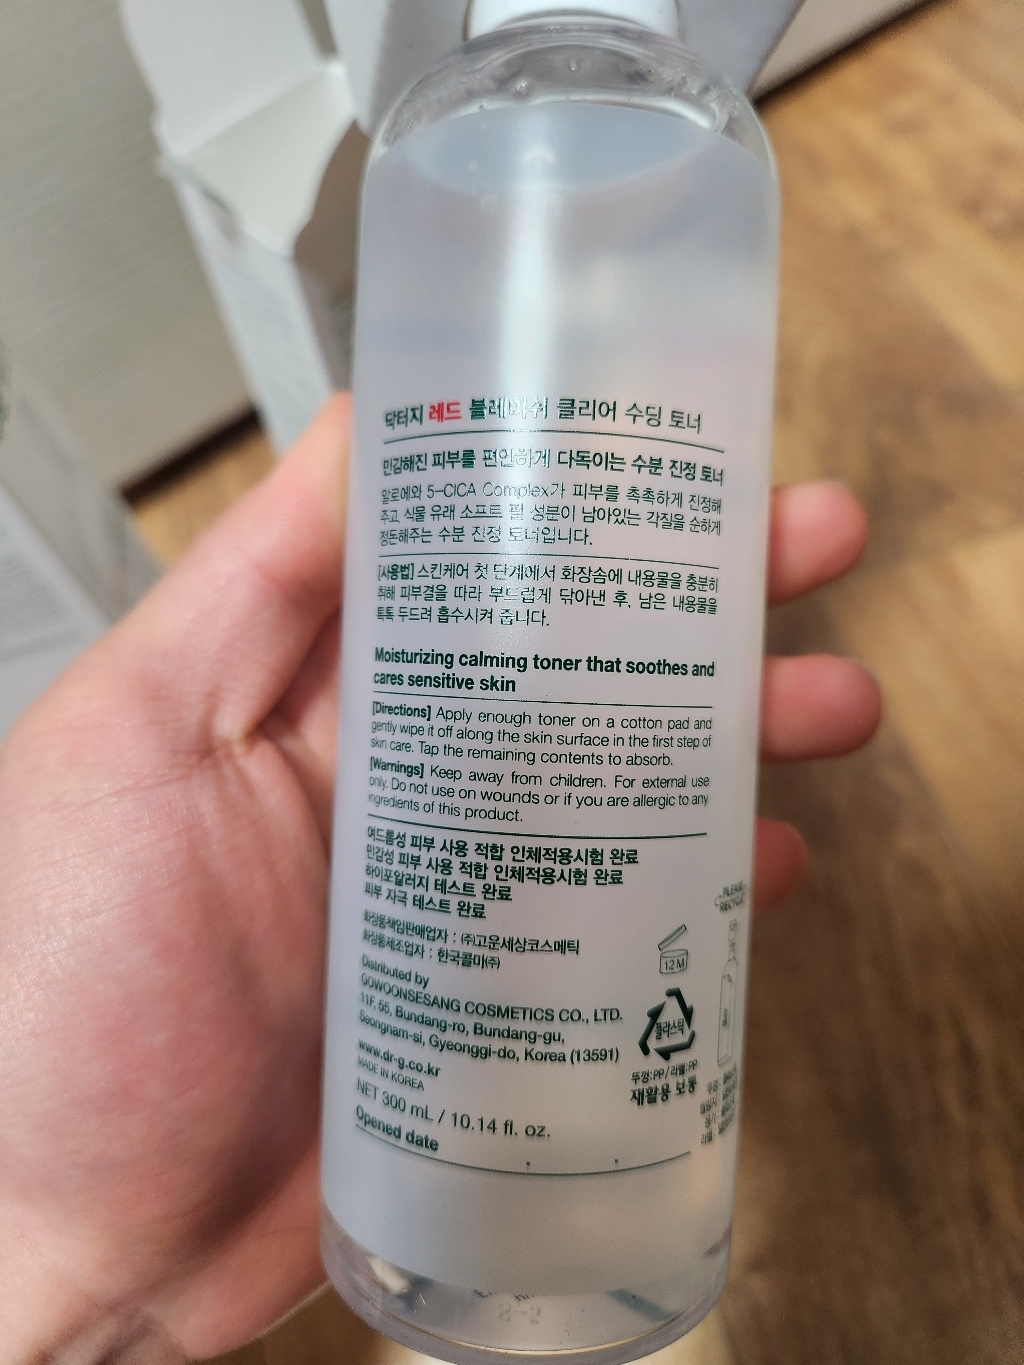 닥터지 레드 블레미쉬 클리어 수딩 토너
민감해진 피부를 편안하게 다독이는 수분 진정 토너
알로에와 5-CICA Complex가 피부를 촉촉하게 진정해
주고, 식물 유래 소프트 필 성분이 남아있는 각질을 순하게
정돈해주는 수분 진정 토너입니다.
[사용법] 스킨케어 첫 단계에서 화장솜에 내용물을 충분히
취해 피부결을 따라 부드럽게 닦아낸 후, 남은 내용물을
톡톡 두드려 흡수시켜 줍니다.
Moisturizing calming toner that soothes and
cares sensitive skin
[Directions] Apply enough toner on a cotton pad and
gently wipe it off along the skin surface in the first step of
skin care. Tap the remaining contents to absorb.
[Warnings] Keep away from children. For external use
only. Do not use on wounds or if you are allergic to any
ingredients of this product.
여드름성 피부 사용 적합 인체적용시험 완료
민감성 피부 사용 적합 인체적용시험 완료
하이포알러지 테스트 완료
피부 자극 테스트 완료
화장품책임판매업자 : ㈜고운세상코스메틱
화장품제조업자 : 한국콜마㈜
Distributed by
GOWOONSESANG COSMETICS CO., LTD.
11F, 55, Bundang-ro, Bundang-gu,
Seongnam-si, Gyeonggi-do, Korea (13591)
www.dr-g.co.kr
MADE IN KOREA
NET 300 mL / 10.14 fl. oz.
Opened date
12M
플라스틱
뚜껑:PP / 라벨:PP
재활용 보통
PLEASE
RECYCLE